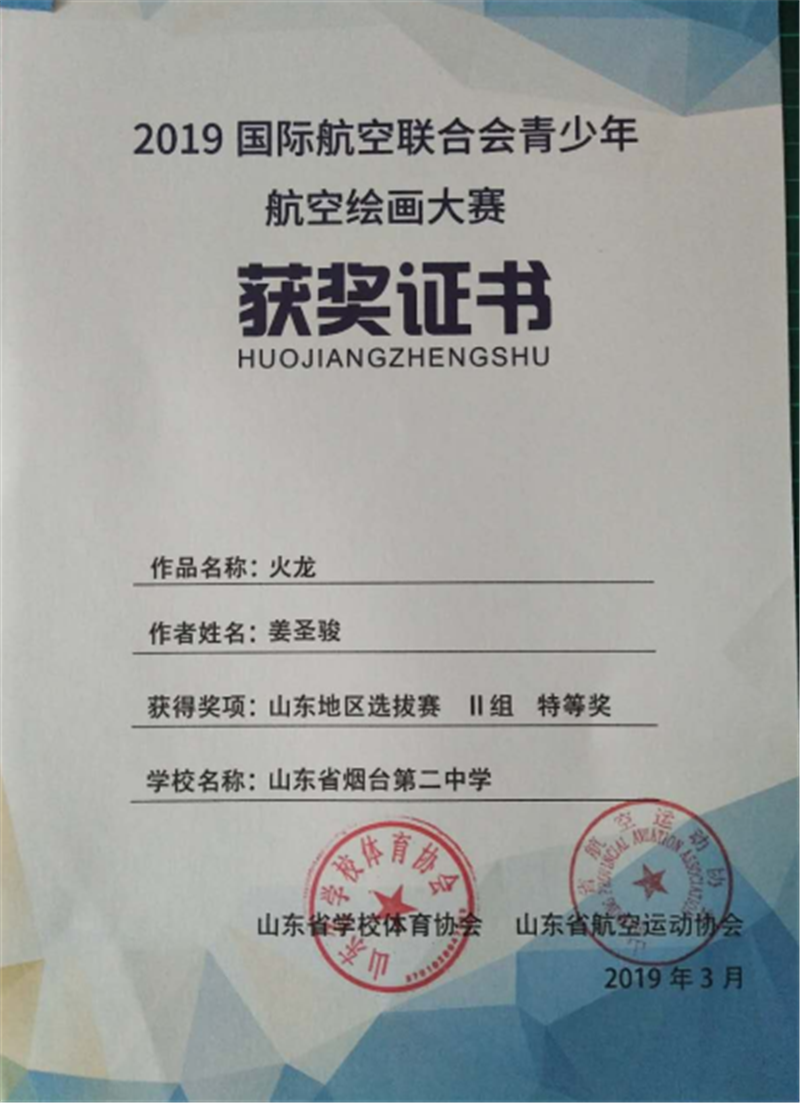 2019 国际航空联合会青少年
航空绘画大赛
获奖证书
HUOJIANGZHENGSHU
作品名称：火龙
作者姓名：姜圣骏
获得奖项：山东地区选拔赛 II组 特等奖
学校名称：山东省烟台第二中学
山东省学校体育协会 山东省航空运动协会
2019 年 3 月